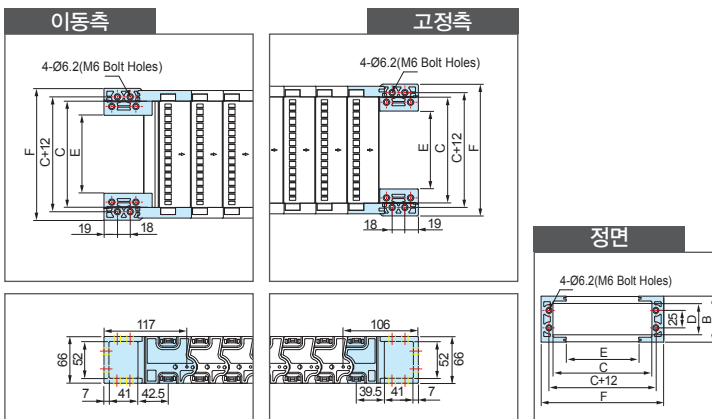 이동측
4-Ø6.2(M6 Bolt Holes)
F
C+12
C
E
19
18
고정측
4-Ø6.2(M6 Bolt Holes)
E
C
C+12
F
18
19
117
66
52
7
41
42.5
106
52
66
39.5
41
7
정면
4-Ø6.2(M6 Bolt Holes)
25
D
B
E
C
C+12
F